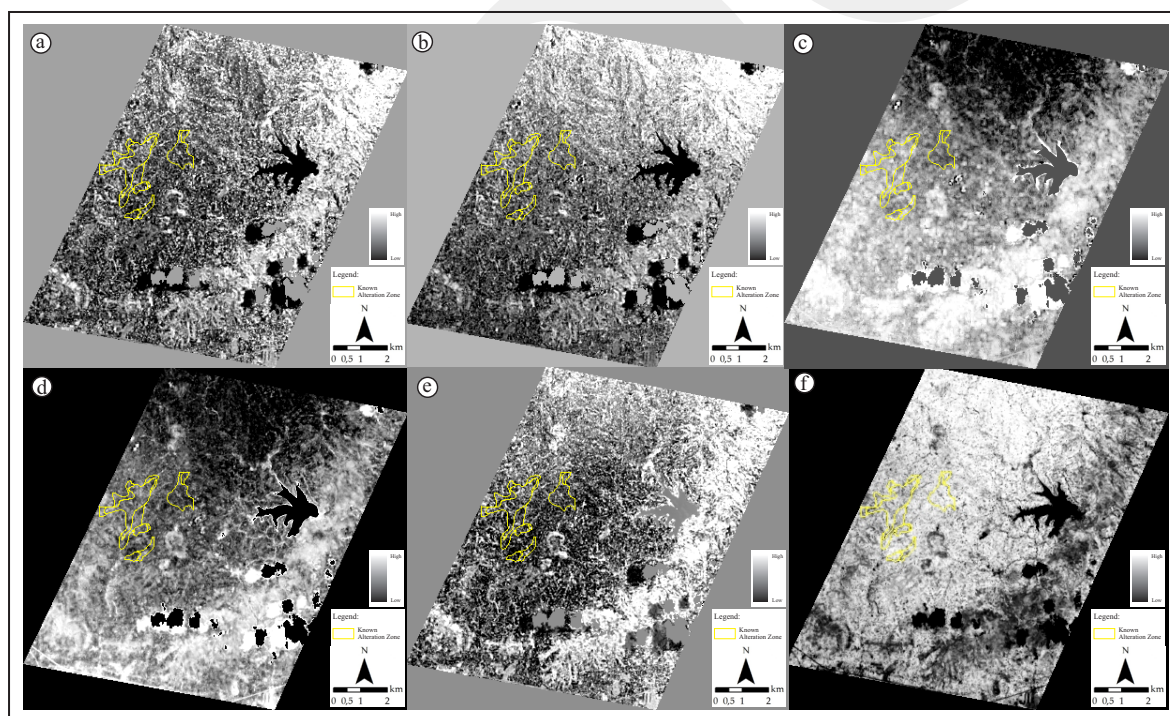 a
High
Low
Legend:
Known
Alteration Zone
N
km
0 0,5 1 2
b
High
Low
Legend:
Known
Alteration Zone
N
km
0 0,5 1 2
c
High
Low
Legend:
Known
Alteration Zone
N
km
0 0,5 1 2
d
High
Low
Legend:
Known
Alteration Zone
N
km
0 0,5 1 2
e
High
Low
Legend:
Known
Alteration Zone
N
km
0 0,5 1 2
f
High
Low
Legend:
Known
Alteration Zone
N
km
0 0,5 1 2